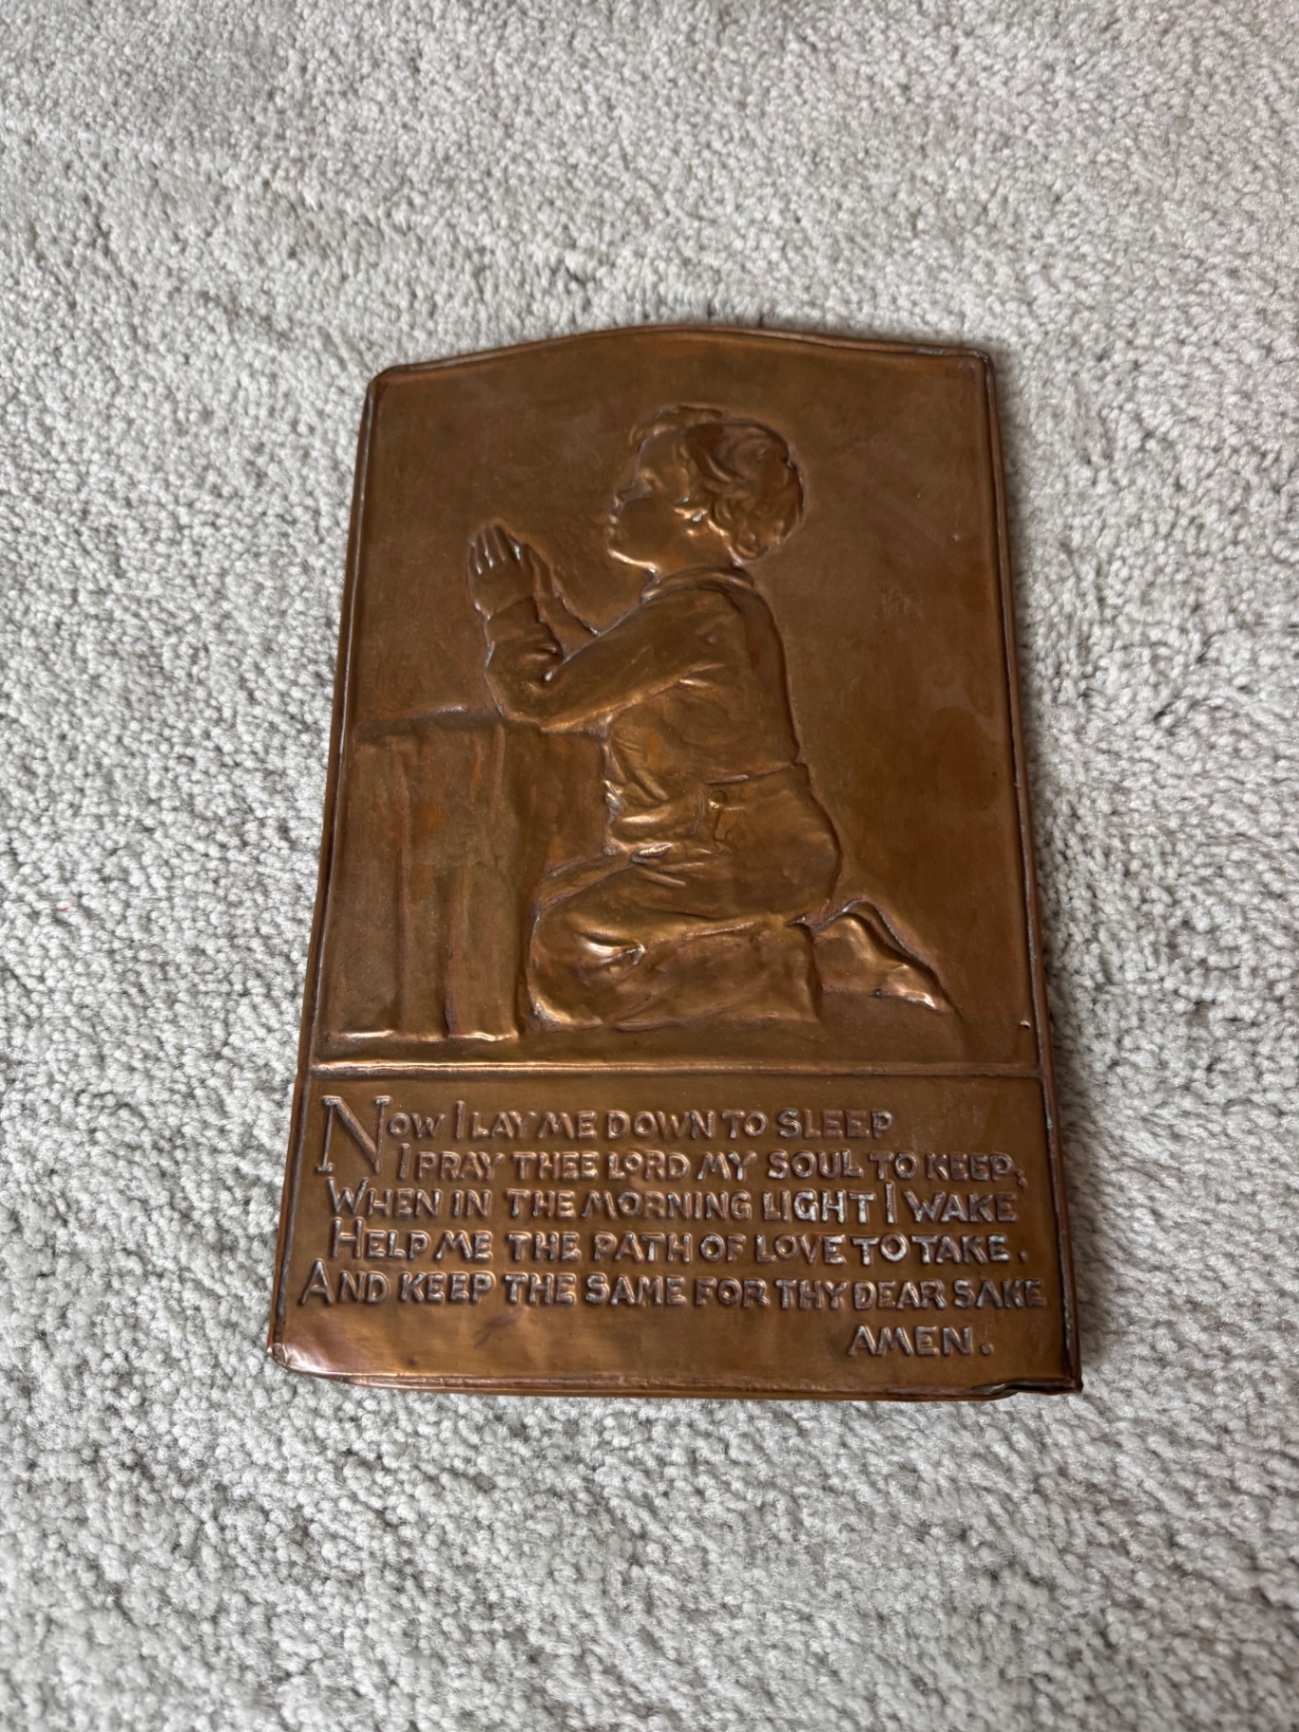 NOW I LAY ME DOWN TO SLEEP
I PRAY THEE LORD MY SOUL TO KEEP;
WHEN IN THE MORNING LIGHT I WAKE
HELP ME THE PATH OF LOVE TO TAKE.
AND KEEP THE SAME FOR THY DEAR SAKE
AMEN.